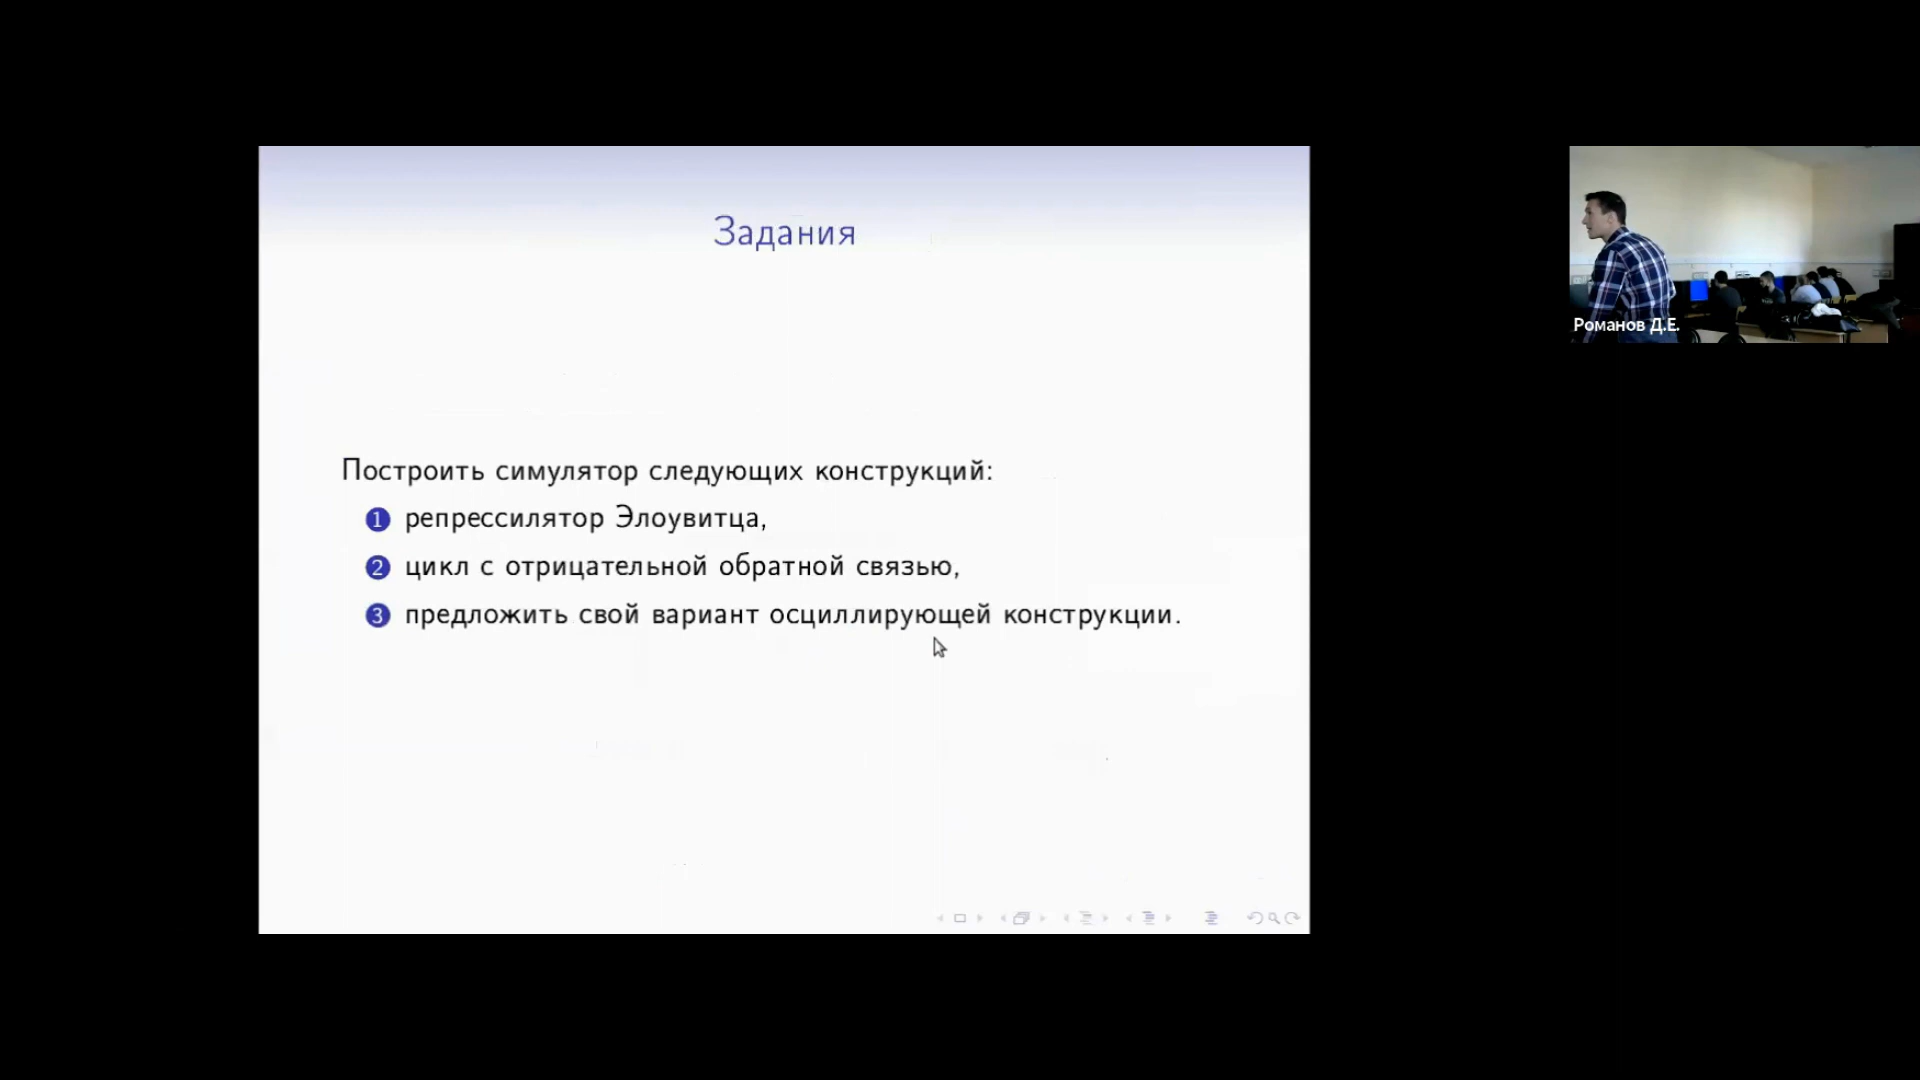 Задания
Построить симулятор следующих конструкций:
1 репрессилятор Элоувитца,
2 цикл с отрицательной обратной связью,
3 предложить свой вариант осциллирующей конструкции.
Романов Д.Е.